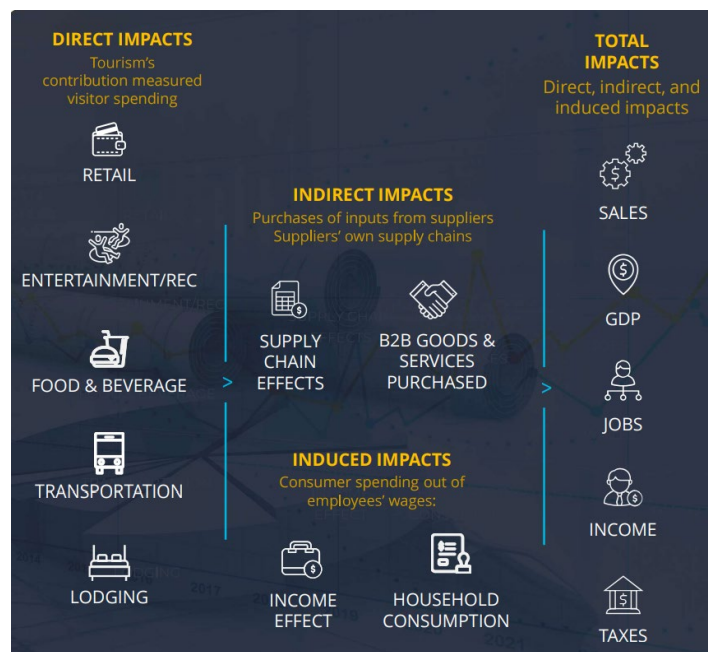 DIRECT IMPACTS
Tourism's
contribution measured
visitor spending
RETAIL
ENTERTAINMENT/REC
FOOD & BEVERAGE
TRANSPORTATION
LODGING
>
INDIRECT IMPACTS
Purchases of inputs from suppliers
Suppliers' own supply chains
SUPPLY
CHAIN
EFFECTS
B2B GOODS &
SERVICES
PURCHASED
INDUCED IMPACTS
Consumer spending out of
employees' wages:
INCOME
EFFECT
HOUSEHOLD
CONSUMPTION
>
TOTAL
IMPACTS
Direct, indirect, and
induced impacts
SALES
GDP
JOBS
INCOME
TAXES
2017
2021